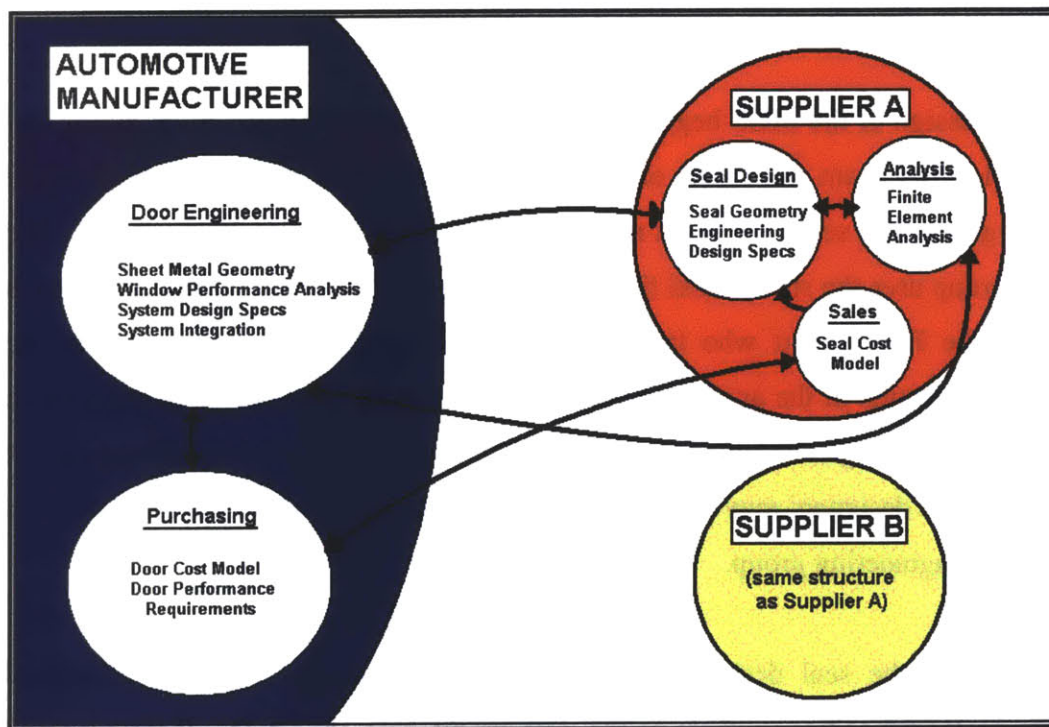 AUTOMOTIVE
MANUFACTURER
Door Engineering
Sheet Metal Geometry
Window Performance Analysis
System Design Specs
System Integration
Purchasing
Door Cost Model
Door Performance
Requirements
SUPPLIER A
Seal Design
Seal Geometry
Engineering
Design Specs
Analysis
Finite
Element
Analysis
Sales
Seal Cost
Model
SUPPLIER B
(same structure
as Supplier A)